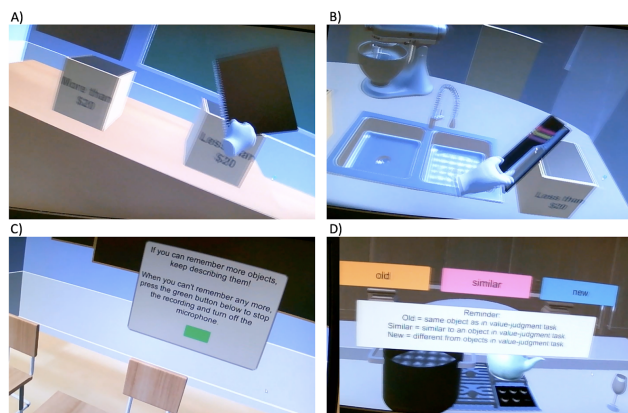 A)
More than
$20
Less than
$20
B)
Less than
$20
C)
If you can remember more objects,
keep describing them!
When you can't remember any more,
press the green button below to stop
the recording and turn off the
microphone.
D)
old
similar
new
Reminder:
Old = same object as in value-judgment task
Similar = similar to an object in value-judgment task
New = different from objects in value-judgment task